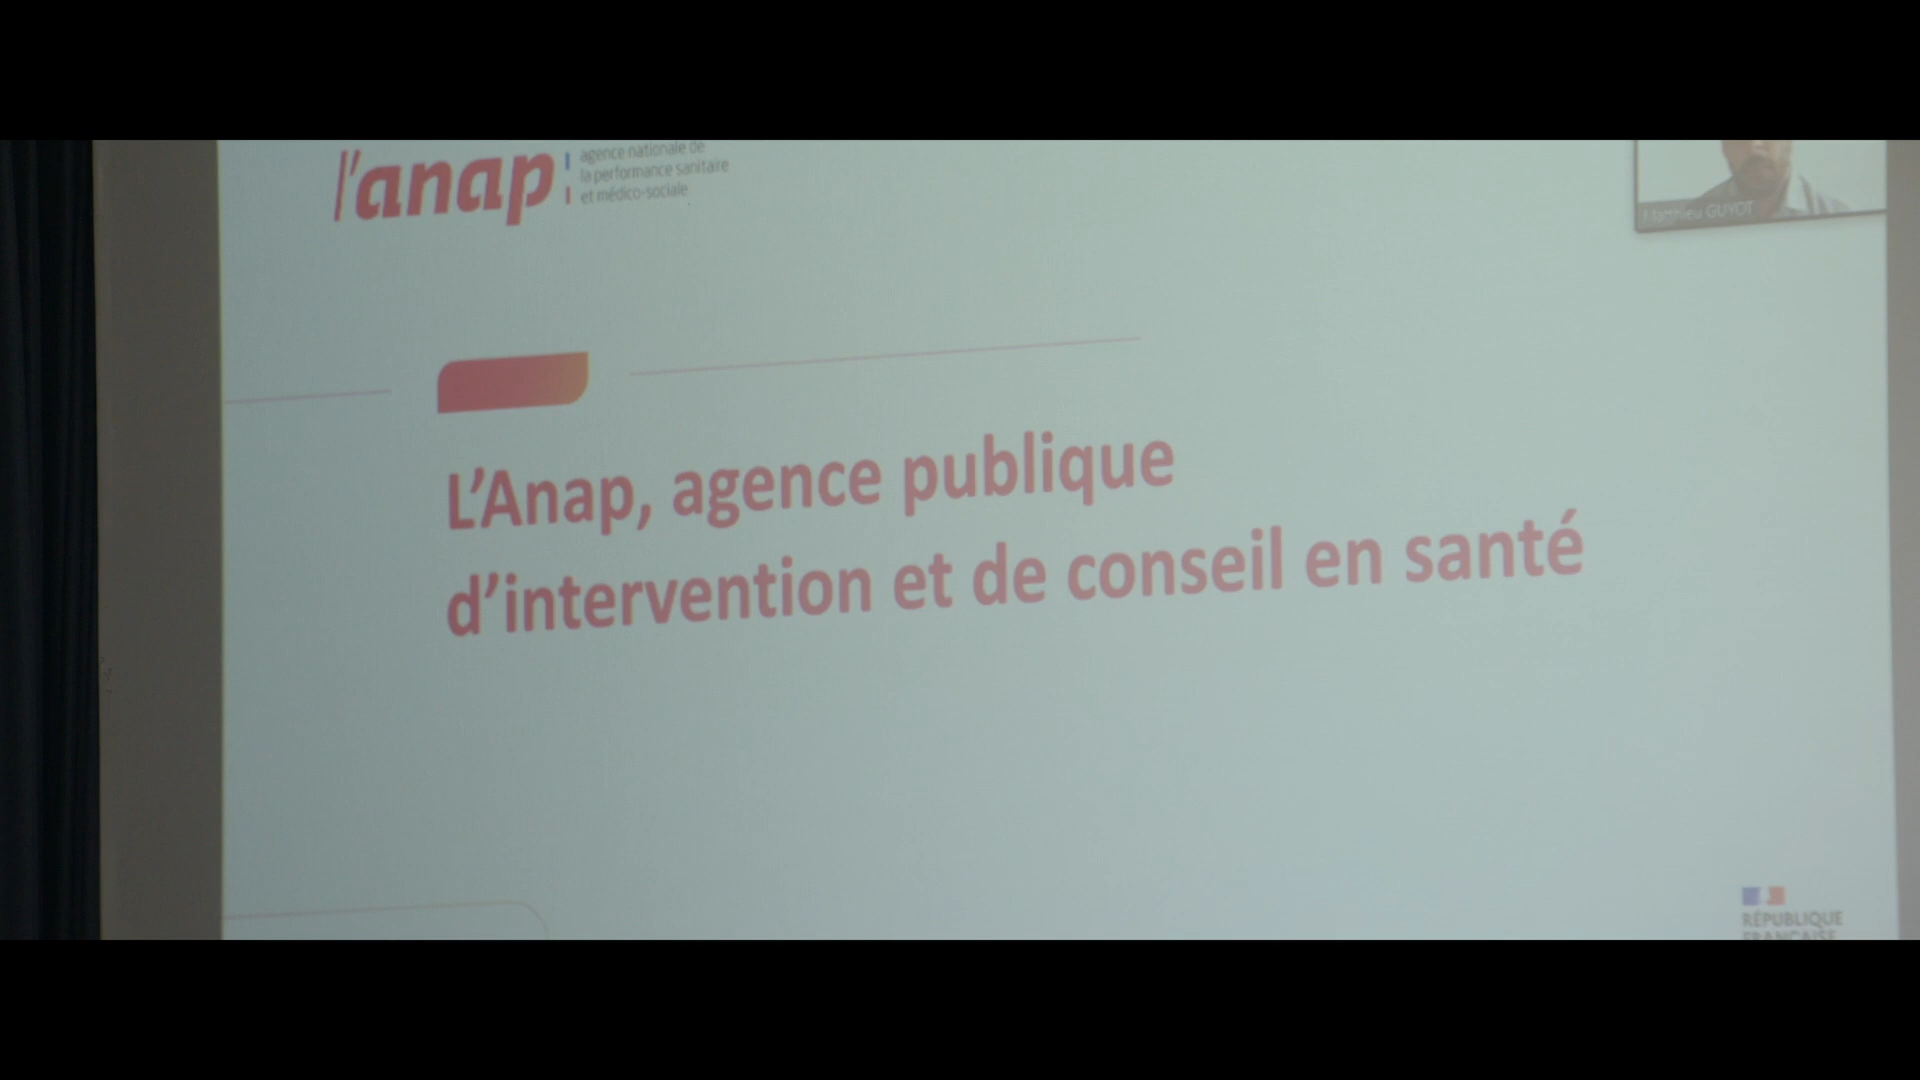 l'anap
agence nationale de
la performance sanitaire
et médico-sociale
Matthieu GUYOT
L'Anap, agence publique
d'intervention et de conseil en santé
RÉPUBLIQUE
FRANÇAISE